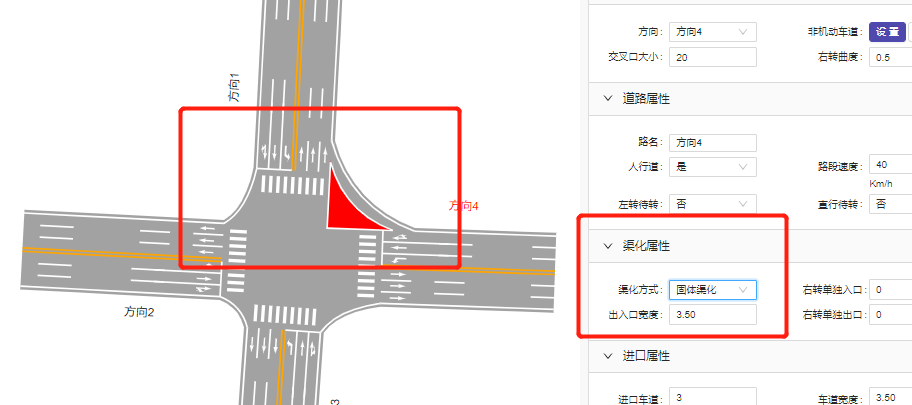 方向1
方向4
方向2
3
方向: 方向4 非机动车道: 设 置
交叉口大小: 20 右转曲度: 0.5
道路属性
路名: 方向4
人行道: 是 路段速度: 40
Km/h
左转待转: 否 直行待转: 否
渠化属性
渠化方式: 固体渠化 右转单独入口: 0
出入口宽度: 3.50 右转单独出口: 0
进口属性
进口车道: 3 车道宽度: 3.50